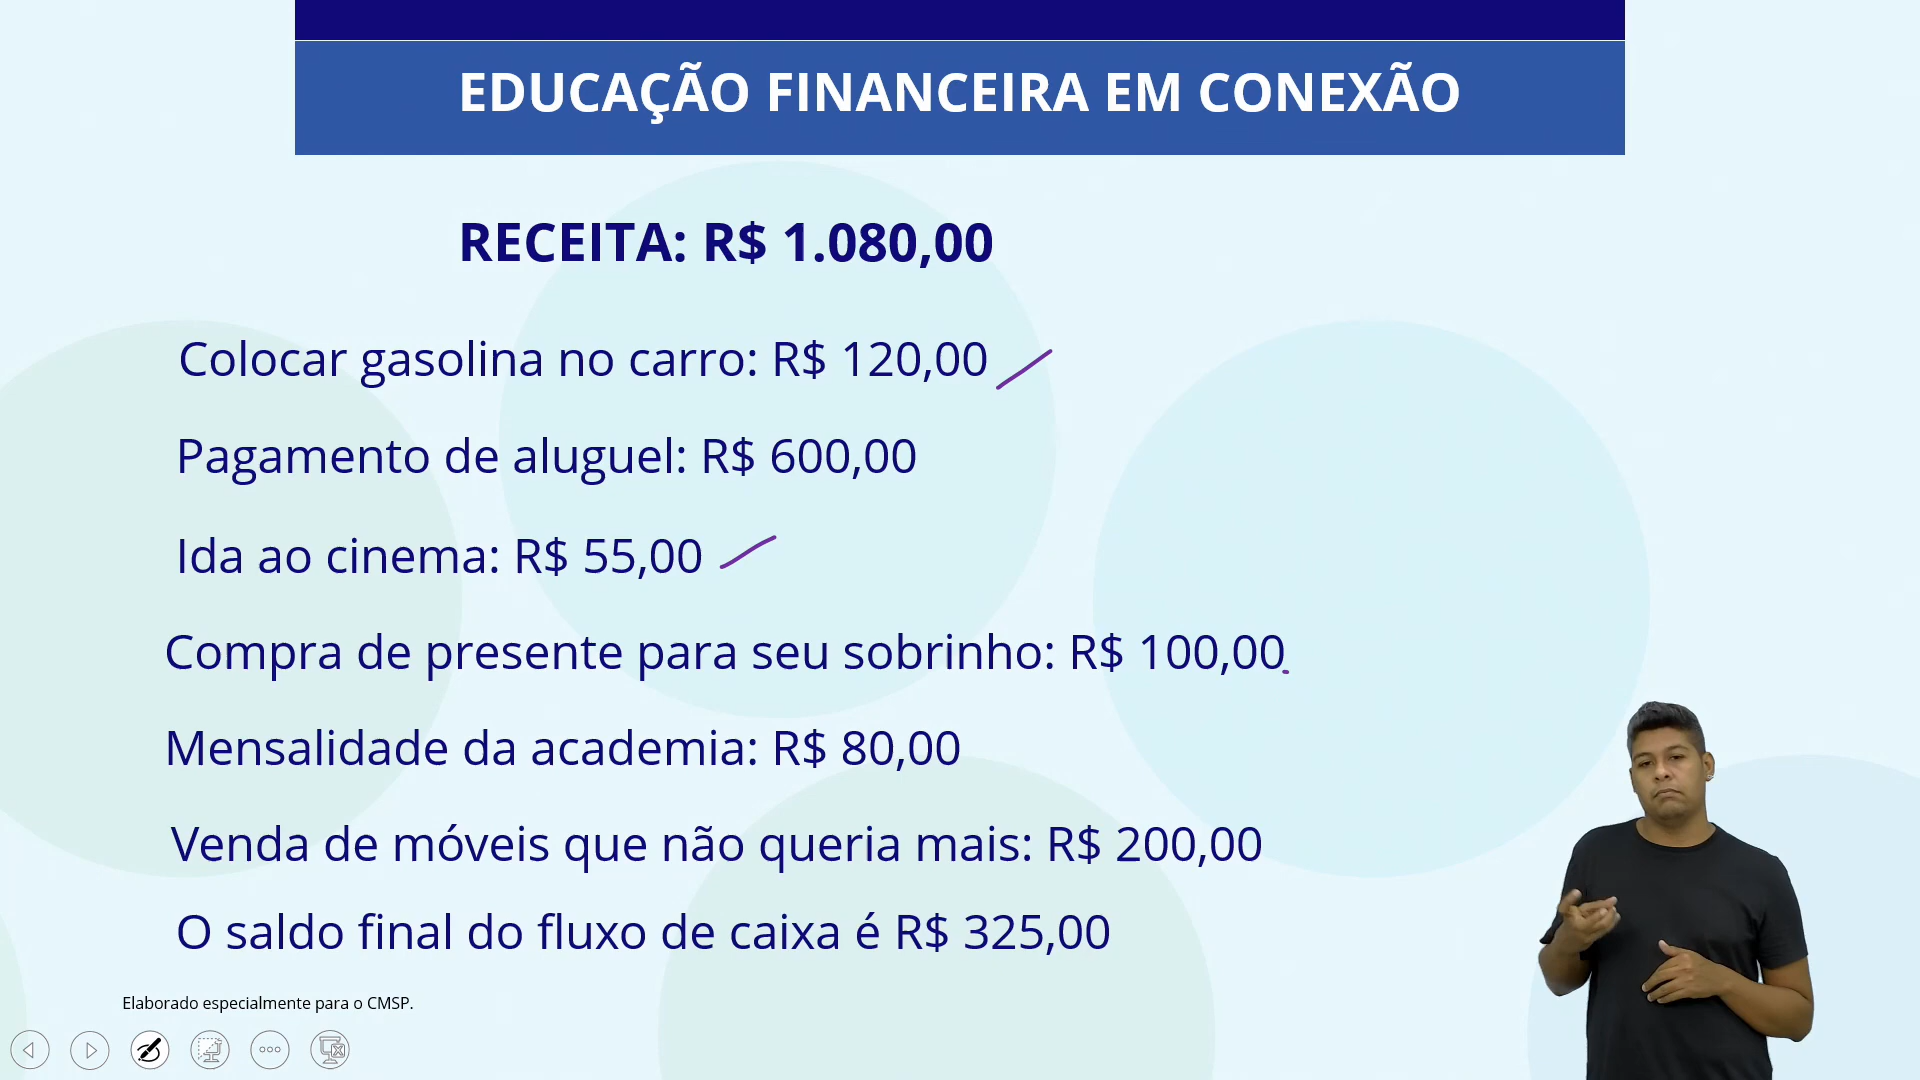 EDUCAÇÃO FINANCEIRA EM CONEXÃO
RECEITA: R$ 1.080,00
Colocar gasolina no carro: R$ 120,00
Pagamento de aluguel: R$ 600,00
Ida ao cinema: R$ 55,00
Compra de presente para seu sobrinho: R$ 100,00
Mensalidade da academia: R$ 80,00
Venda de móveis que não queria mais: R$ 200,00
O saldo final do fluxo de caixa é R$ 325,00
Elaborado especialmente para o CMSP.